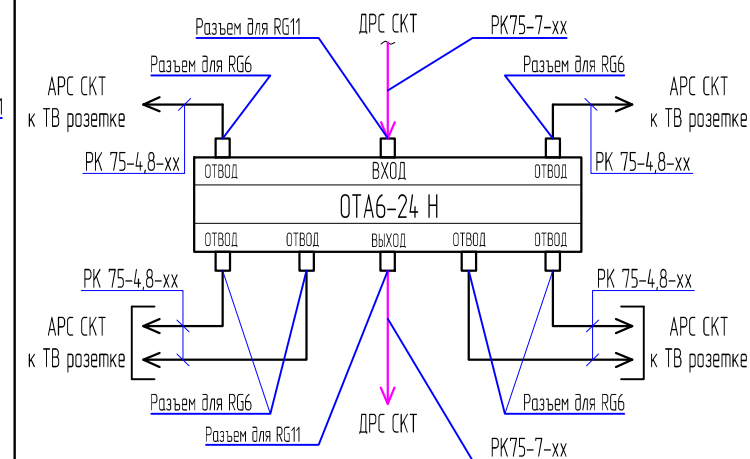 Разъем для RG11
ДРС СКТ
РК75-7-хх
Разъем для RG6
Разъем для RG6
АРС СКТ
к ТВ розетке
АРС СКТ
к ТВ розетке
РК 75-4,8-хх
РК 75-4,8-хх
ОТВОД
ВХОД
ОТВОД
ОТА6-24 Н
ОТВОД
ОТВОД
ВЫХОД
ОТВОД
ОТВОД
РК 75-4,8-хх
РК 75-4,8-хх
АРС СКТ
к ТВ розетке
АРС СКТ
к ТВ розетке
Разъем для RG6
Разъем для RG6
ДРС СКТ
Разъем для RG11
РК75-7-хх